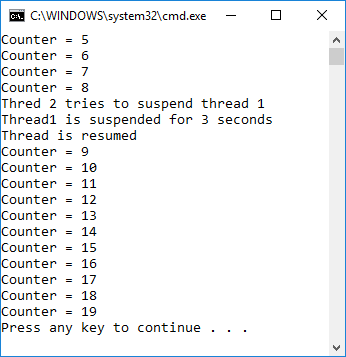 C:\WINDOWS\system32\cmd.exe
Counter = 5
Counter = 6
Counter = 7
Counter = 8
Thred 2 tries to suspend thread 1
Thread1 is suspended for 3 seconds
Thread is resumed
Counter = 9
Counter = 10
Counter = 11
Counter = 12
Counter = 13
Counter = 14
Counter = 15
Counter = 16
Counter = 17
Counter = 18
Counter = 19
Press any key to continue . . .